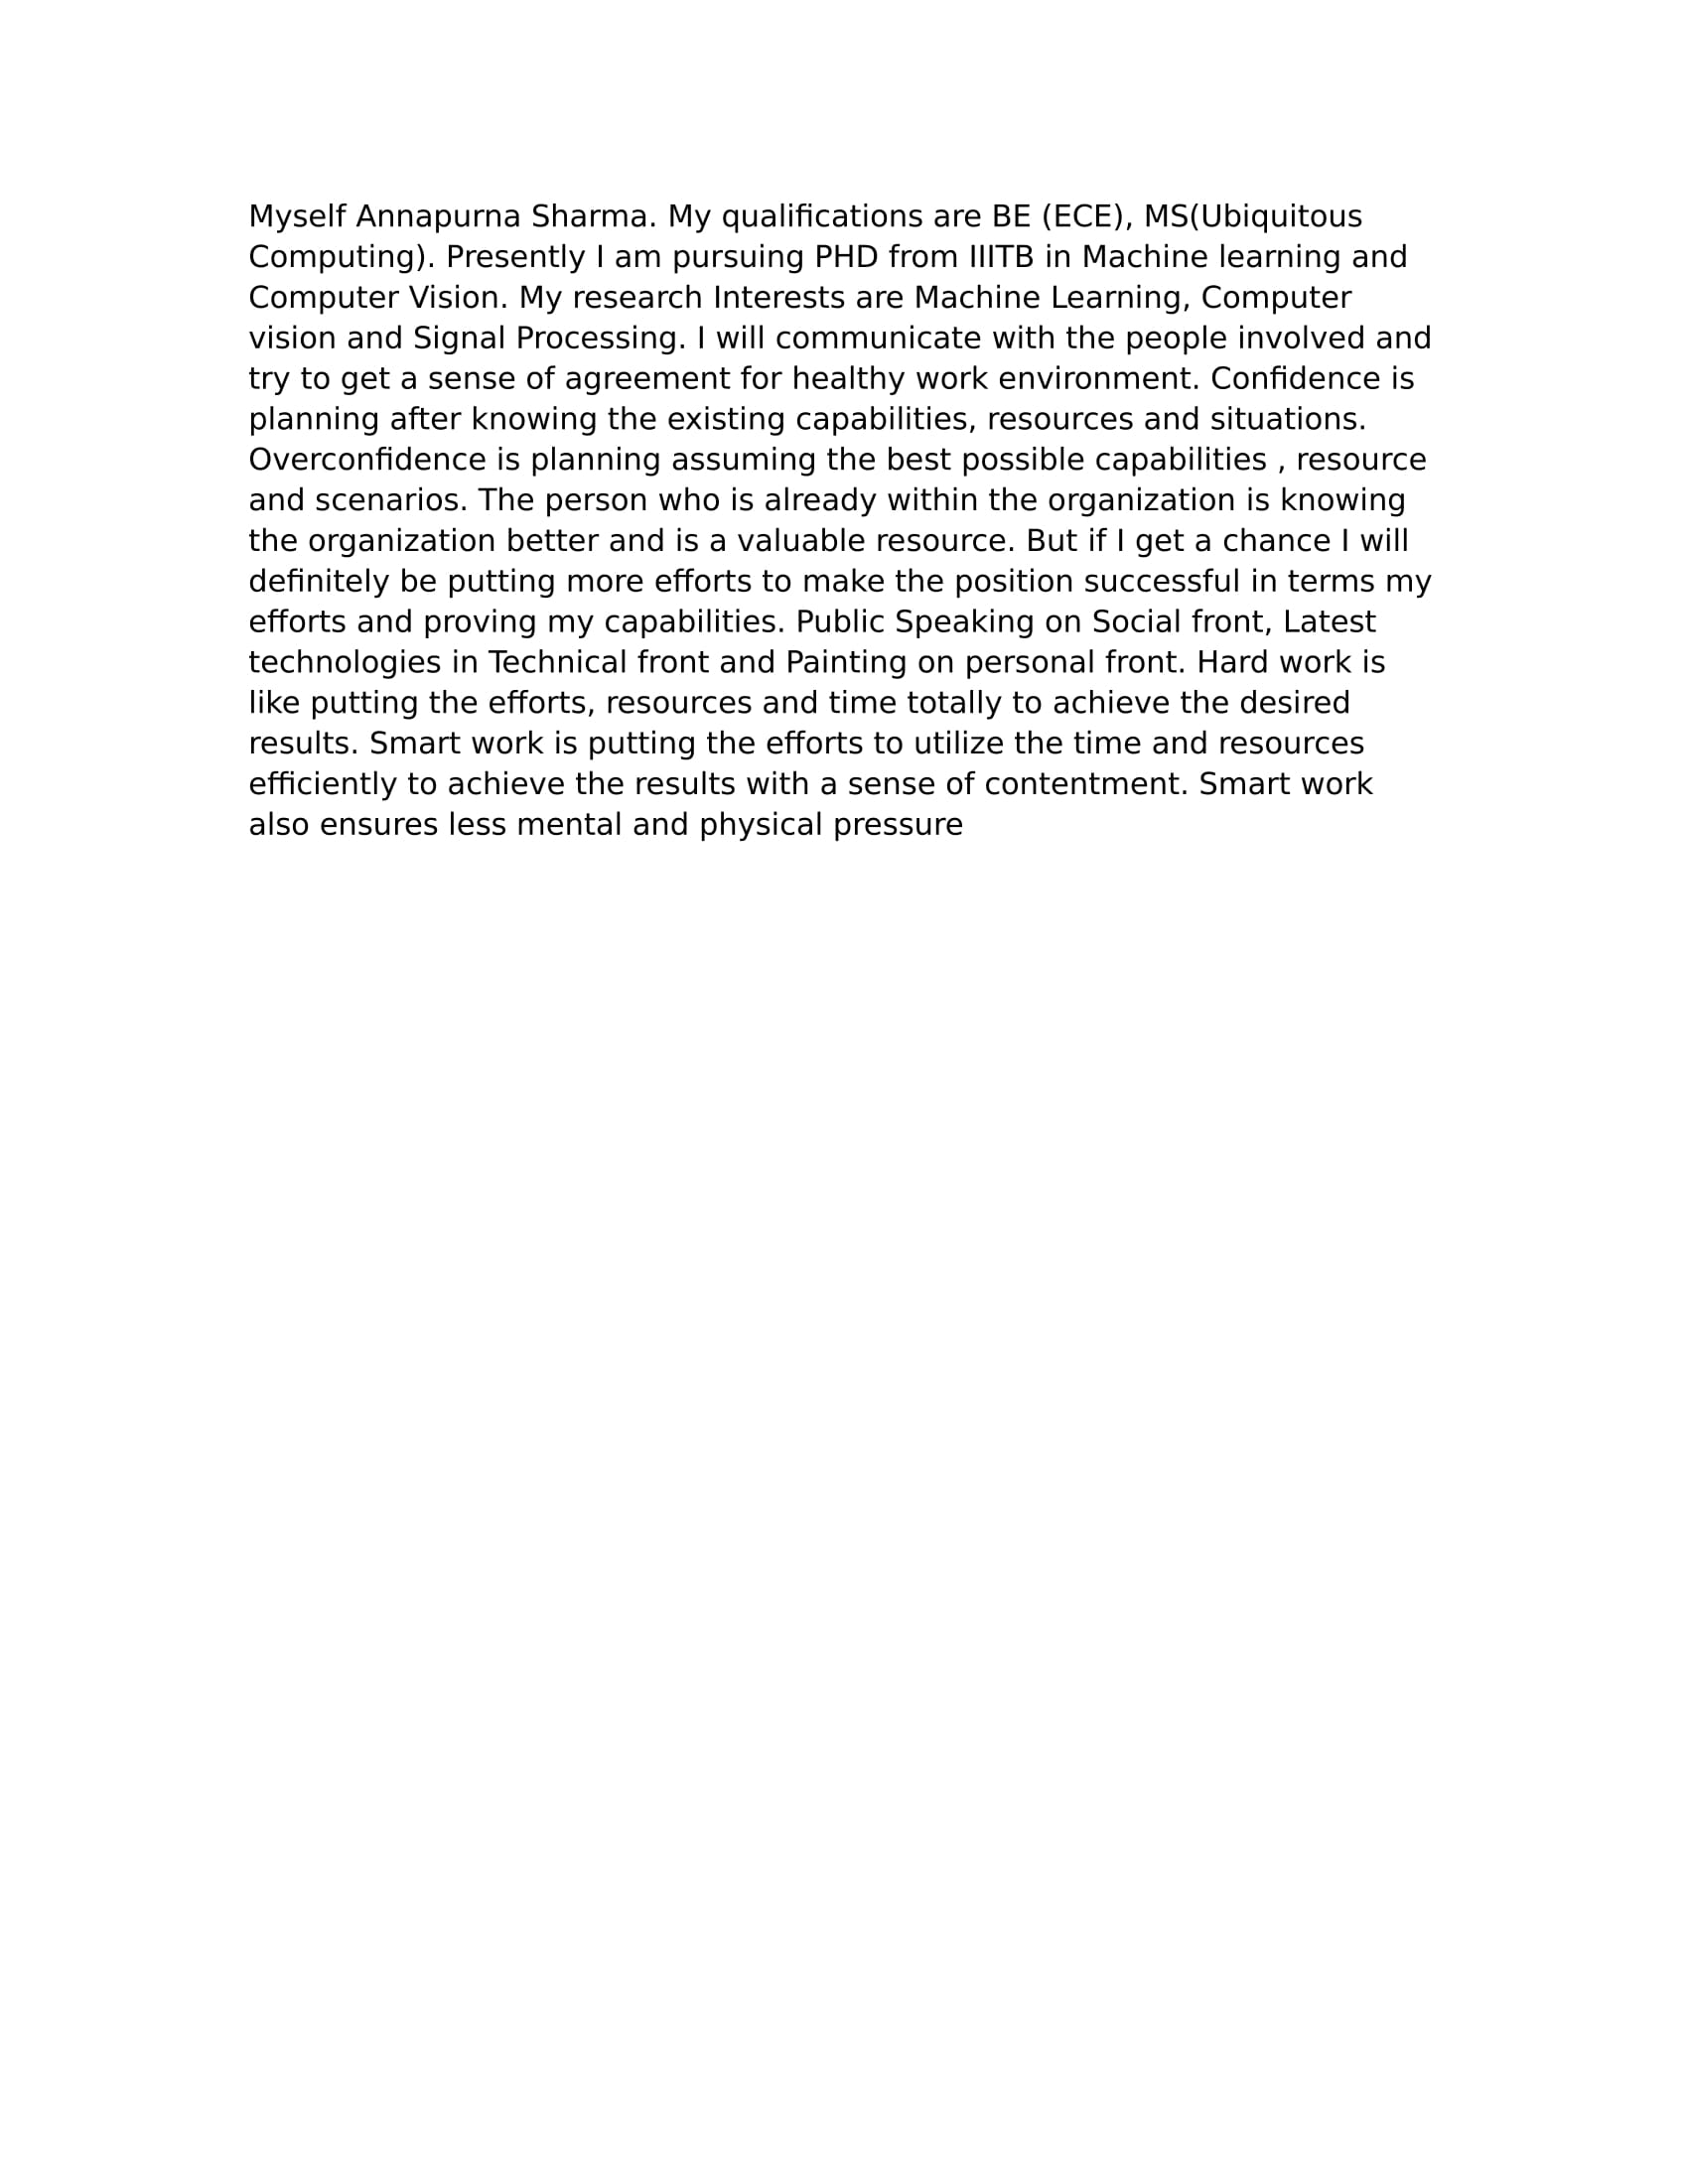 Myself Annapurna Sharma. My qualifications are BE (ECE), MS(Ubiquitous
Computing). Presently I am pursuing PHD from IIITB in Machine learning and
Computer Vision. My research Interests are Machine Learning, Computer
vision and Signal Processing. I will communicate with the people involved and
try to get a sense of agreement for healthy work environment. Confidence is
planning after knowing the existing capabilities, resources and situations.
Overconfidence is planning assuming the best possible capabilities , resource
and scenarios. The person who is already within the organization is knowing
the organization better and is a valuable resource. But if I get a chance I will
definitely be putting more efforts to make the position successful in terms my
efforts and proving my capabilities. Public Speaking on Social front, Latest
technologies in Technical front and Painting on personal front. Hard work is
like putting the efforts, resources and time totally to achieve the desired
results. Smart work is putting the efforts to utilize the time and resources
efficiently to achieve the results with a sense of contentment. Smart work
also ensures less mental and physical pressure